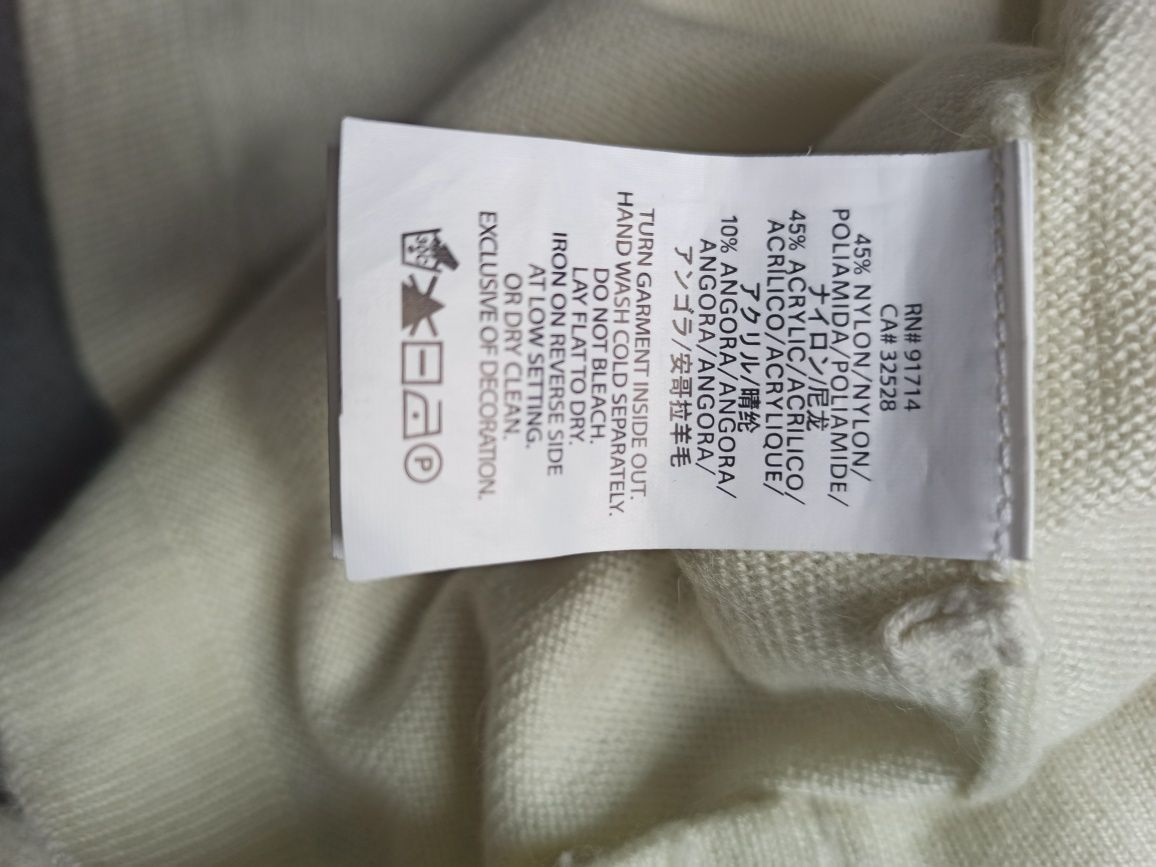 RN# 91714
CA# 32528
45% NYLON/NYLON/
POLIAMIDA/POLIAMIDE/
ナイロン/尼龙
45% ACRYLIC/ACRILICO/
ACRÍLICO/ACRYLIQUE/
アクリル/晴纶
10% ANGORA/ANGORA/
ANGORA/ANGORA/
アンゴラ/安哥拉羊毛
TURN GARMENT INSIDE OUT.
HAND WASH COLD SEPARATELY.
DO NOT BLEACH.
LAY FLAT TO DRY.
IRON ON REVERSE SIDE
AT LOW SETTING.
OR DRY CLEAN.
EXCLUSIVE OF DECORATION.
30C P